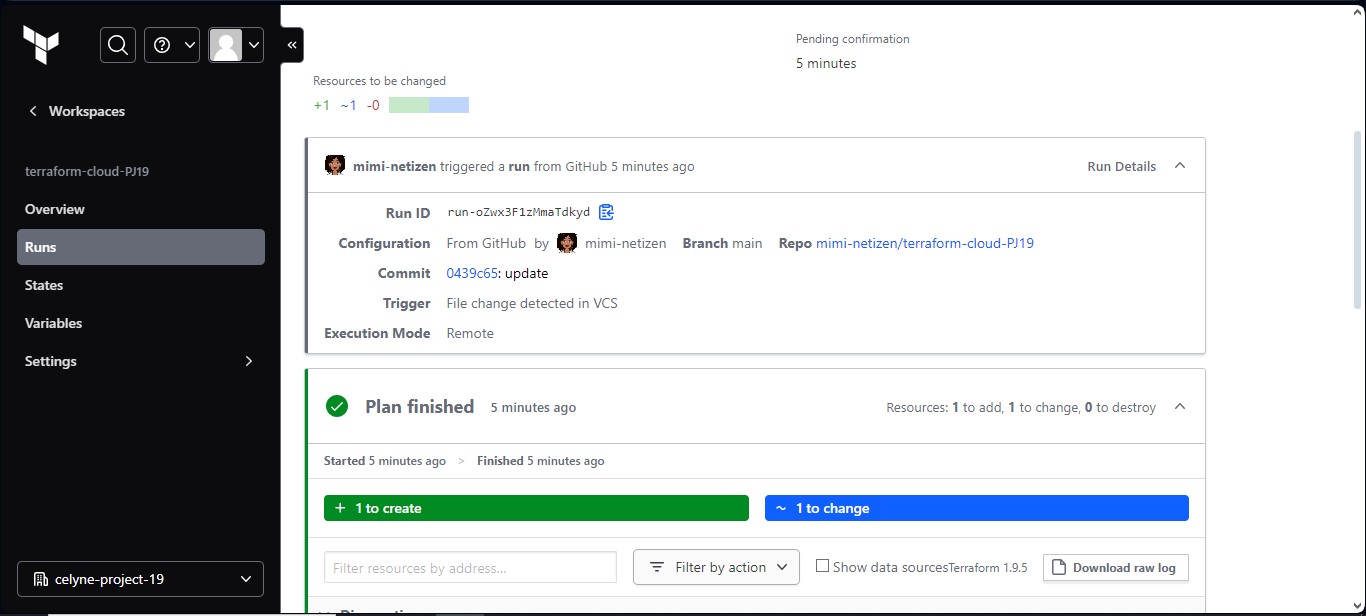 Pending confirmation
5 minutes
Resources to be changed
+1 ~1 -0
Workspaces
terraform-cloud-PJ19
Overview
Runs
States
Variables
Settings
celyne-project-19
mimi-netizen triggered a run from GitHub 5 minutes ago
Run Details
Run ID run-oZwx3F1zMmaTdkyd
Configuration From GitHub by mimi-netizen Branch main Repo mimi-netizen/terraform-cloud-PJ19
Commit 0439c65: update
Trigger File change detected in VCS
Execution Mode Remote
Plan finished 5 minutes ago
Resources: 1 to add, 1 to change, 0 to destroy
Started 5 minutes ago > Finished 5 minutes ago
+ 1 to create
~ 1 to change
Filter resources by address...
Filter by action
Show data sources Terraform 1.9.5
Download raw log